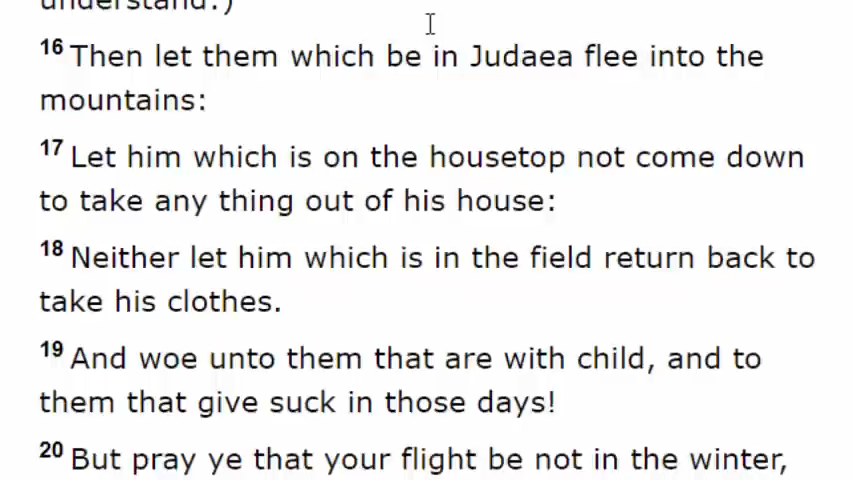 understand:)
16 Then let them which be in Judaea flee into the
mountains:
17 Let him which is on the housetop not come down
to take any thing out of his house:
18 Neither let him which is in the field return back to
take his clothes.
19 And woe unto them that are with child, and to
them that give suck in those days!
20 But pray ye that your flight be not in the winter,